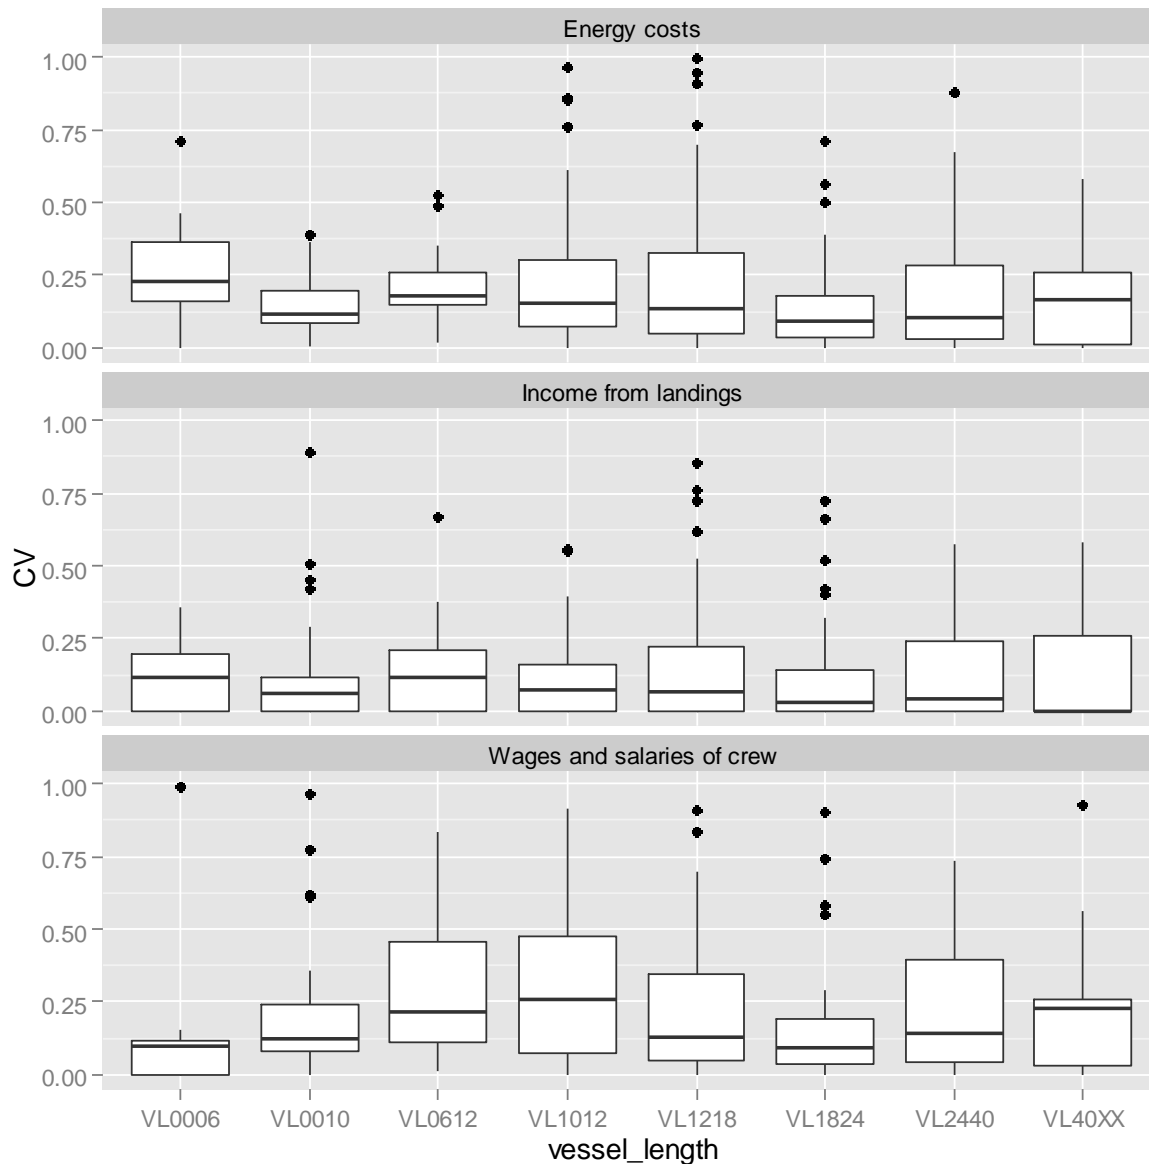 Energy costs
1.00
0.75
0.50
0.25
0.00
Income from landings
1.00
0.75
0.50
0.25
0.00
CV
Wages and salaries of crew
1.00
0.75
0.50
0.25
0.00
VL0006 VL0010 VL0612 VL1012 VL1218 VL1824 VL2440 VL40XX
vessel_length